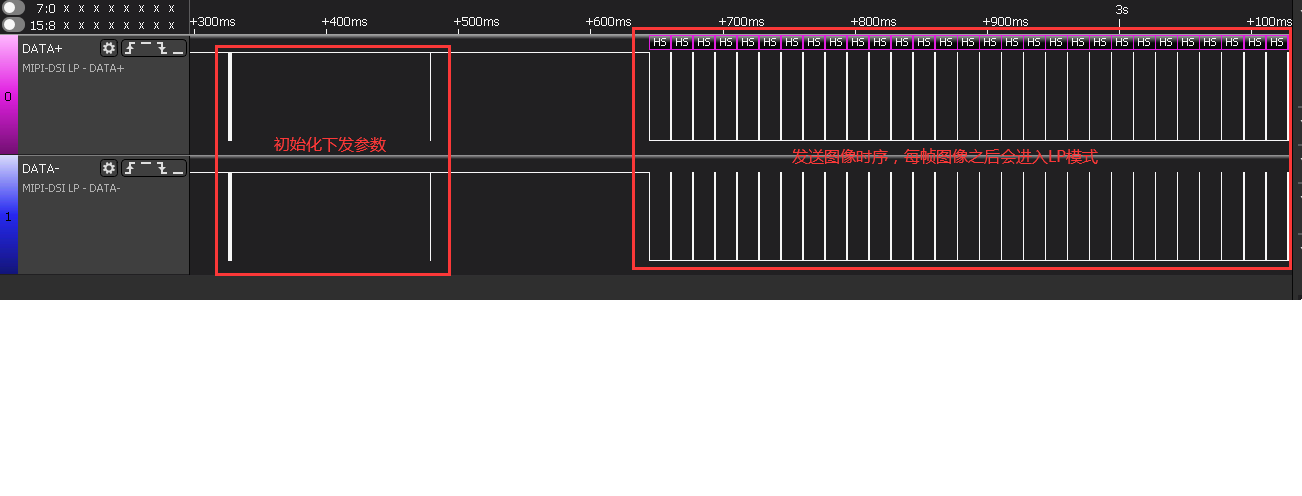 7:0 X X X X X X X X
15:8 X X X X X X X X
+300ms +400ms +500ms +600ms +700ms +800ms +900ms 3s +100ms
DATA+
MIPI-DSI LP - DATA+
0
HS HS HS HS HS HS HS HS HS HS HS HS HS HS HS HS HS HS HS HS HS HS HS HS HS HS HS HS HS
初始化下发参数
发送图像时序，每帧图像之后会进入LP模式
DATA-
MIPI-DSI LP - DATA-
1